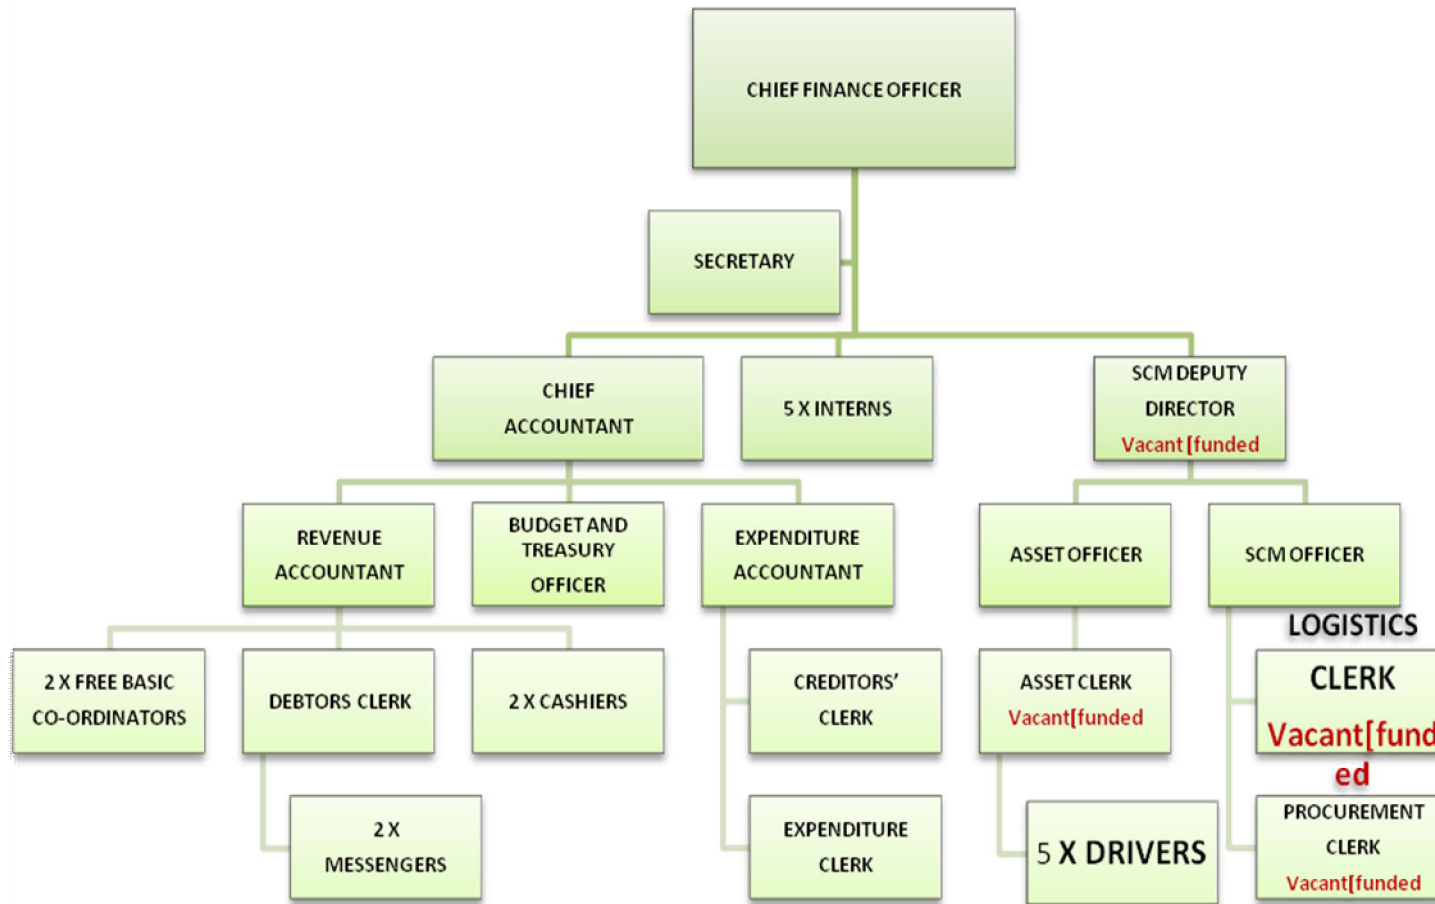 CHIEF FINANCE OFFICER
SECRETARY
CHIEF
ACCOUNTANT
5 X INTERNS
SCM DEPUTY
DIRECTOR
Vacant [funded
REVENUE
ACCOUNTANT
BUDGET AND
TREASURY
OFFICER
EXPENDITURE
ACCOUNTANT
ASSET OFFICER
SCM OFFICER
2 X FREE BASIC
CO-ORDINATORS
DEBTORS CLERK
2 X CASHIERS
CREDITORS'
CLERK
ASSET CLERK
Vacant[funded
LOGISTICS
CLERK
Vacant[fund
ed
2 X
MESSENGERS
EXPENDITURE
CLERK
5 X DRIVERS
PROCUREMENT
CLERK
Vacant[funded